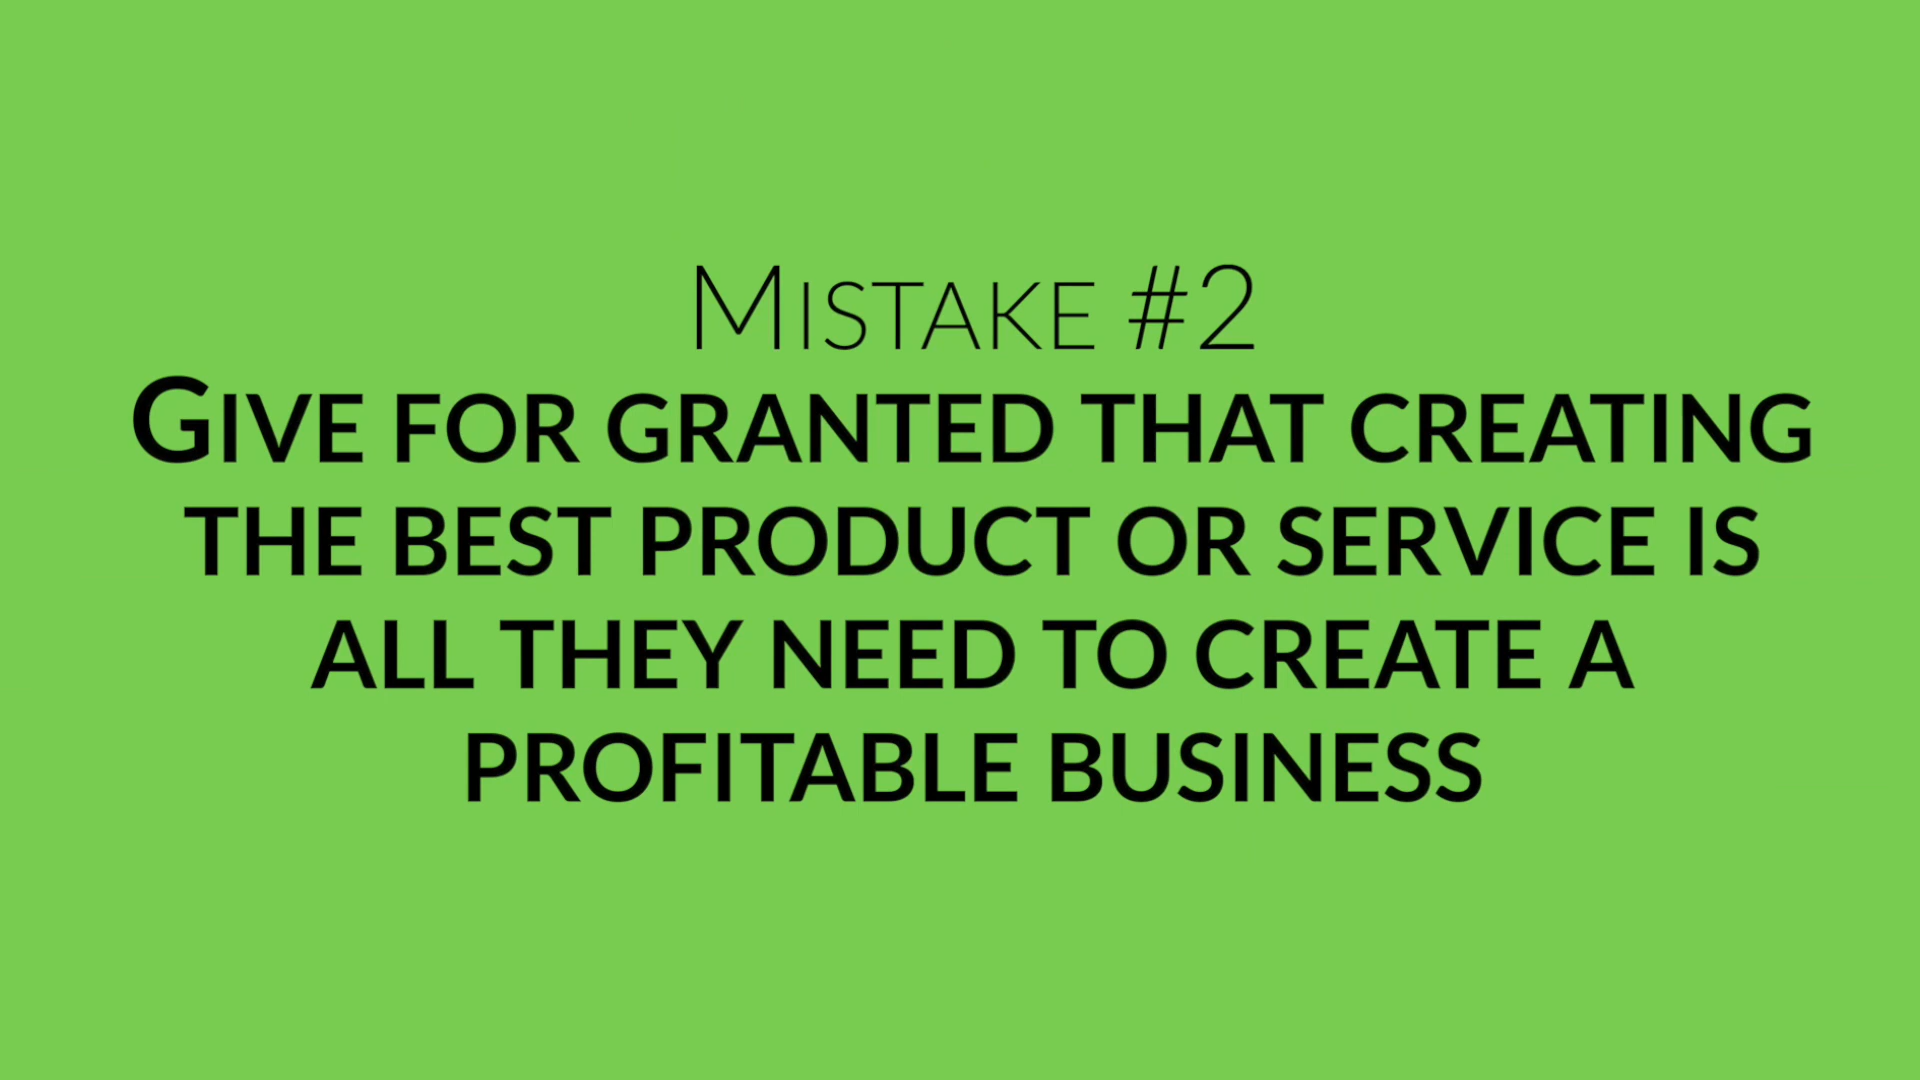 Mistake #2
Give for granted that creating
the best product or service is
all they need to create a
profitable business